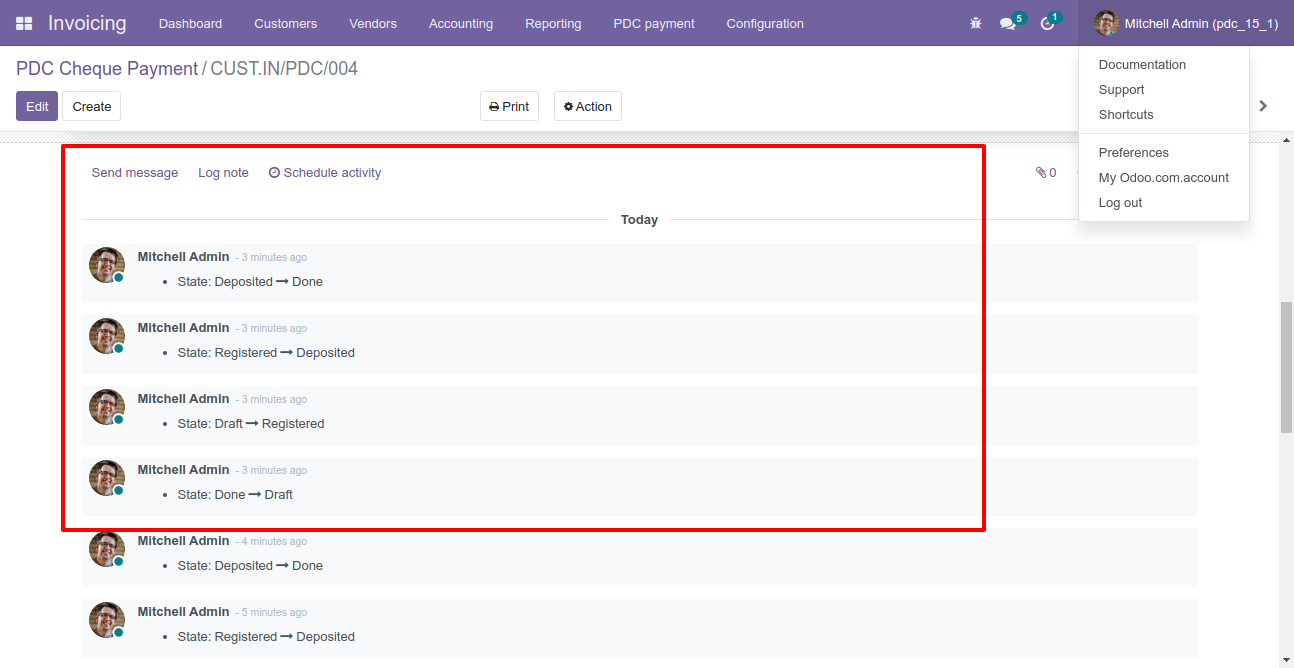 Invoicing Dashboard Customers Vendors Accounting Reporting PDC payment Configuration 5 1 Mitchell Admin (pdc_15_1)
Documentation
Support
Shortcuts
Preferences
My Odoo.com.account
Log out
PDC Cheque Payment / CUST.IN/PDC/004
Edit Create Print Action
Send message Log note Schedule activity 0
Today
Mitchell Admin - 3 minutes ago
• State: Deposited → Done
Mitchell Admin - 3 minutes ago
• State: Registered → Deposited
Mitchell Admin - 3 minutes ago
• State: Draft → Registered
Mitchell Admin - 3 minutes ago
• State: Done → Draft
Mitchell Admin - 4 minutes ago
• State: Deposited → Done
Mitchell Admin - 5 minutes ago
• State: Registered → Deposited